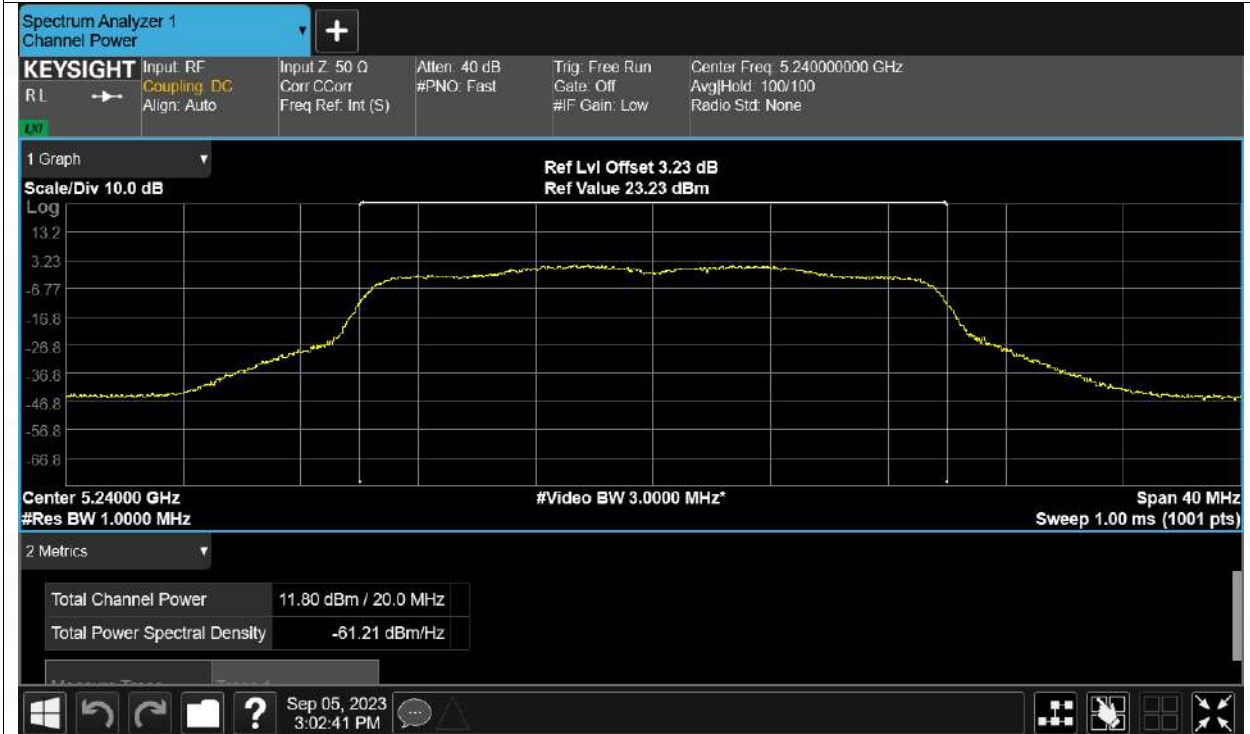 Spectrum Analyzer 1
Channel Power
+
KEYSIGHT
RL
LXI
Input: RF
Coupling: DC
Align: Auto
Input Z: 50 Ω
Corr CCorr
Freq Ref: Int (S)
Atten: 40 dB
#PNO: Fast
Trig: Free Run
Gate: Off
#IF Gain: Low
Center Freq: 5.240000000 GHz
Avg|Hold: 100/100
Radio Std: None
1 Graph
Scale/Div 10.0 dB
Ref Lvl Offset 3.23 dB
Ref Value 23.23 dBm
Log
13.2
3.23
-6.77
-16.8
-26.8
-36.8
-46.8
-56.8
-66.8
Center 5.24000 GHz
#Res BW 1.0000 MHz
#Video BW 3.0000 MHz*
Span 40 MHz
Sweep 1.00 ms (1001 pts)
2 Metrics
Total Channel Power 11.80 dBm / 20.0 MHz
Total Power Spectral Density -61.21 dBm/Hz
?
Sep 05, 2023
3:02:41 PM